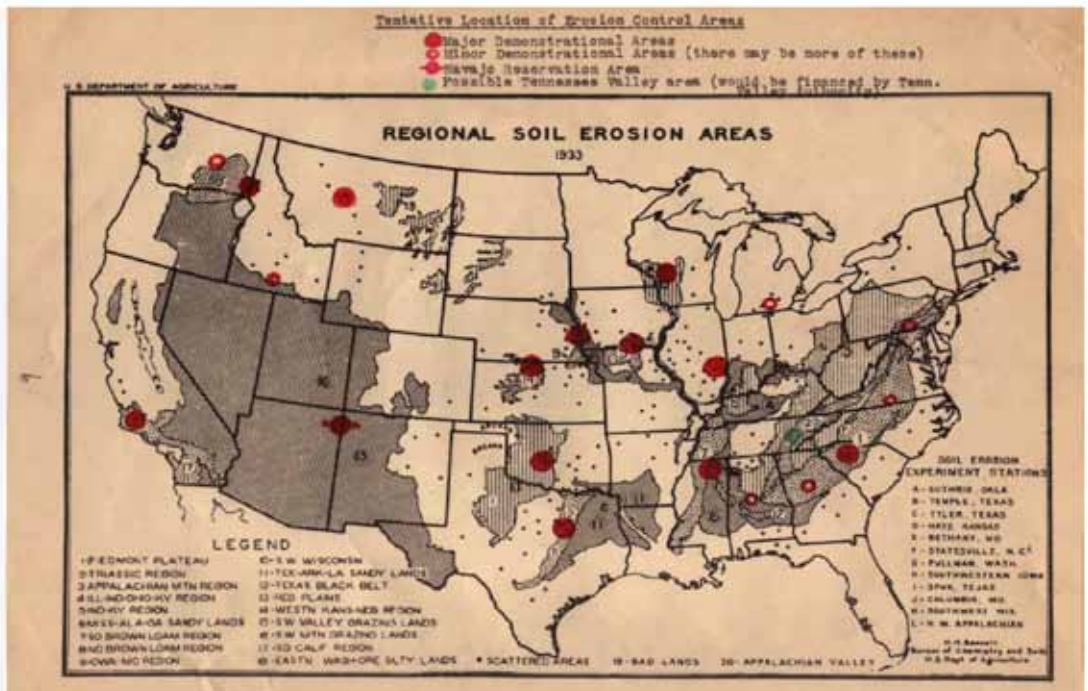 Tentative Location of Erosion Control Areas
Major Demonstrational Areas
Minor Demonstrational Areas (there may be more of these)
Navajo Reservation Area
Possible Tennessee Valley area (would be financed by Tenn.
Valley
U. S. DEPARTMENT OF AGRICULTURE
REGIONAL SOIL EROSION AREAS
1933
16
15
11
1
SOIL EROSION
EXPERIMENT STATIONS
A - GUTHRIE, OKLA.
B - TEMPLE, TEXAS
C - TYLER, TEXAS
D - HAYS, KANSAS
E - BETHANY, MO
F - STATESVILLE, N.C.
G - PULLMAN, WASH.
H - SOUTHWESTERN IOWA
I - SPUR, TEXAS
J - COLUMBIA, MO.
K - SOUTHWEST WIS.
L - N.W. APPALACHIAN
H.H. Bennett
Bureau of Chemistry and Soils
U.S. Dept of Agriculture
LEGEND
1-PIEDMONT PLATEAU
2-TRIASSIC REGION
3-APPALACHIAN MTN REGION
4-ILL-IND-OHIO-KY REGION
5-IND-KY REGION
6-MISS-ALA-GA SANDY LANDS
7-SO BROWN LOAM REGION
8-NO BROWN LOAM REGION
9-IOWA-MO REGION
10-S.W. WISCONSIN
11-TEX-ARK-LA SANDY LANDS
12-TEXAS BLACK BELT
13-RED PLAINS
14-WESTN KANS-NEB REGION
15-S.W VALLEY GRAZING LANDS
16-S.W MTN GRAZING LANDS
17-SO CALIF REGION
18-EASTN WASH-ORE SILTY LANDS
• SCATTERED AREAS
19-BAD LANDS
20-APPALACHIAN VALLEY